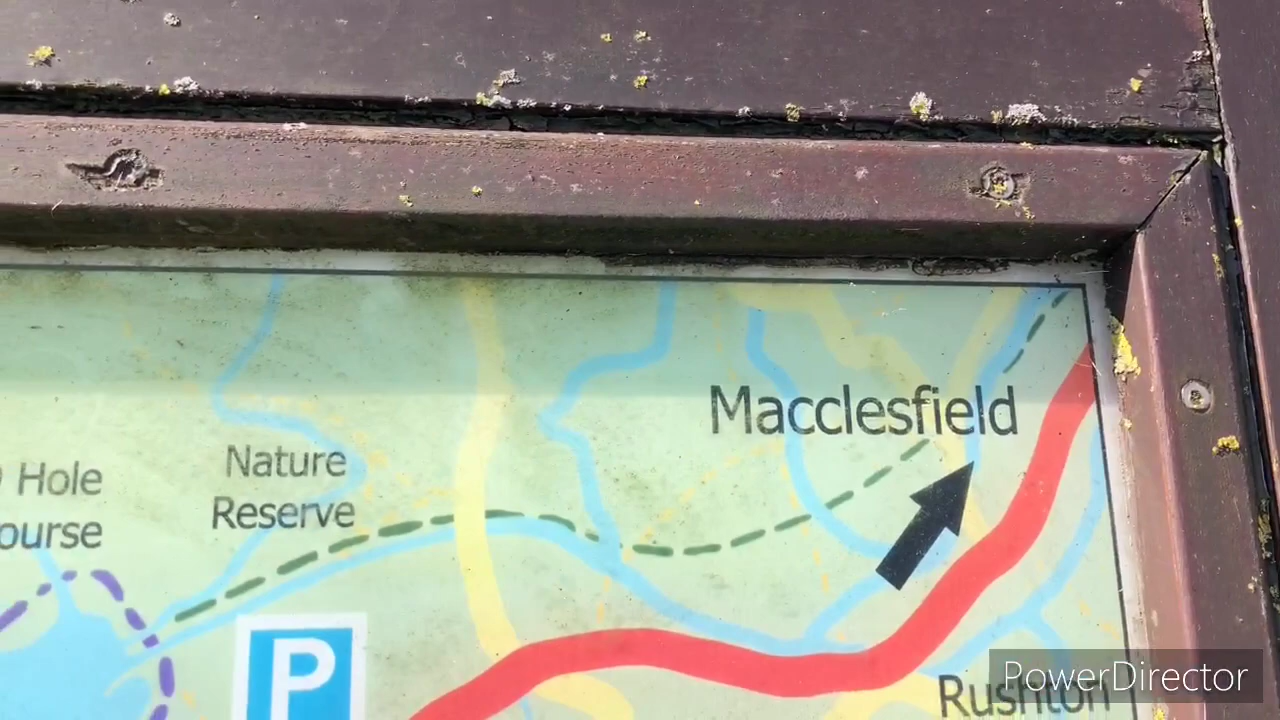 Macclesfield
Nature
Reserve
Hole
ourse
P
Rushton
PowerDirector